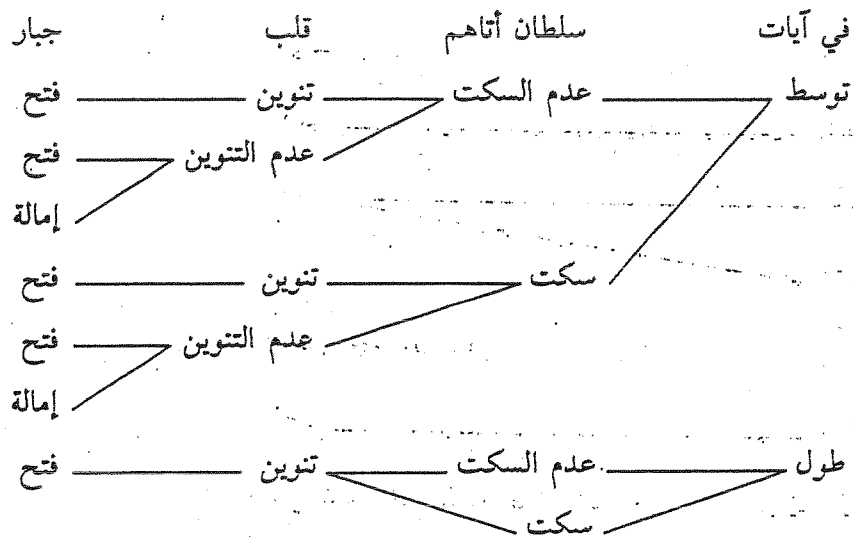 في آيات سلطان أتاهم قلب جبار
توسط عدم السكت تنوين فتح
عدم التنوين فتح
إمالة
سكت تنوين فتح
عدم التنوين فتح
إمالة
طول عدم السكت تنوين فتح
سكت